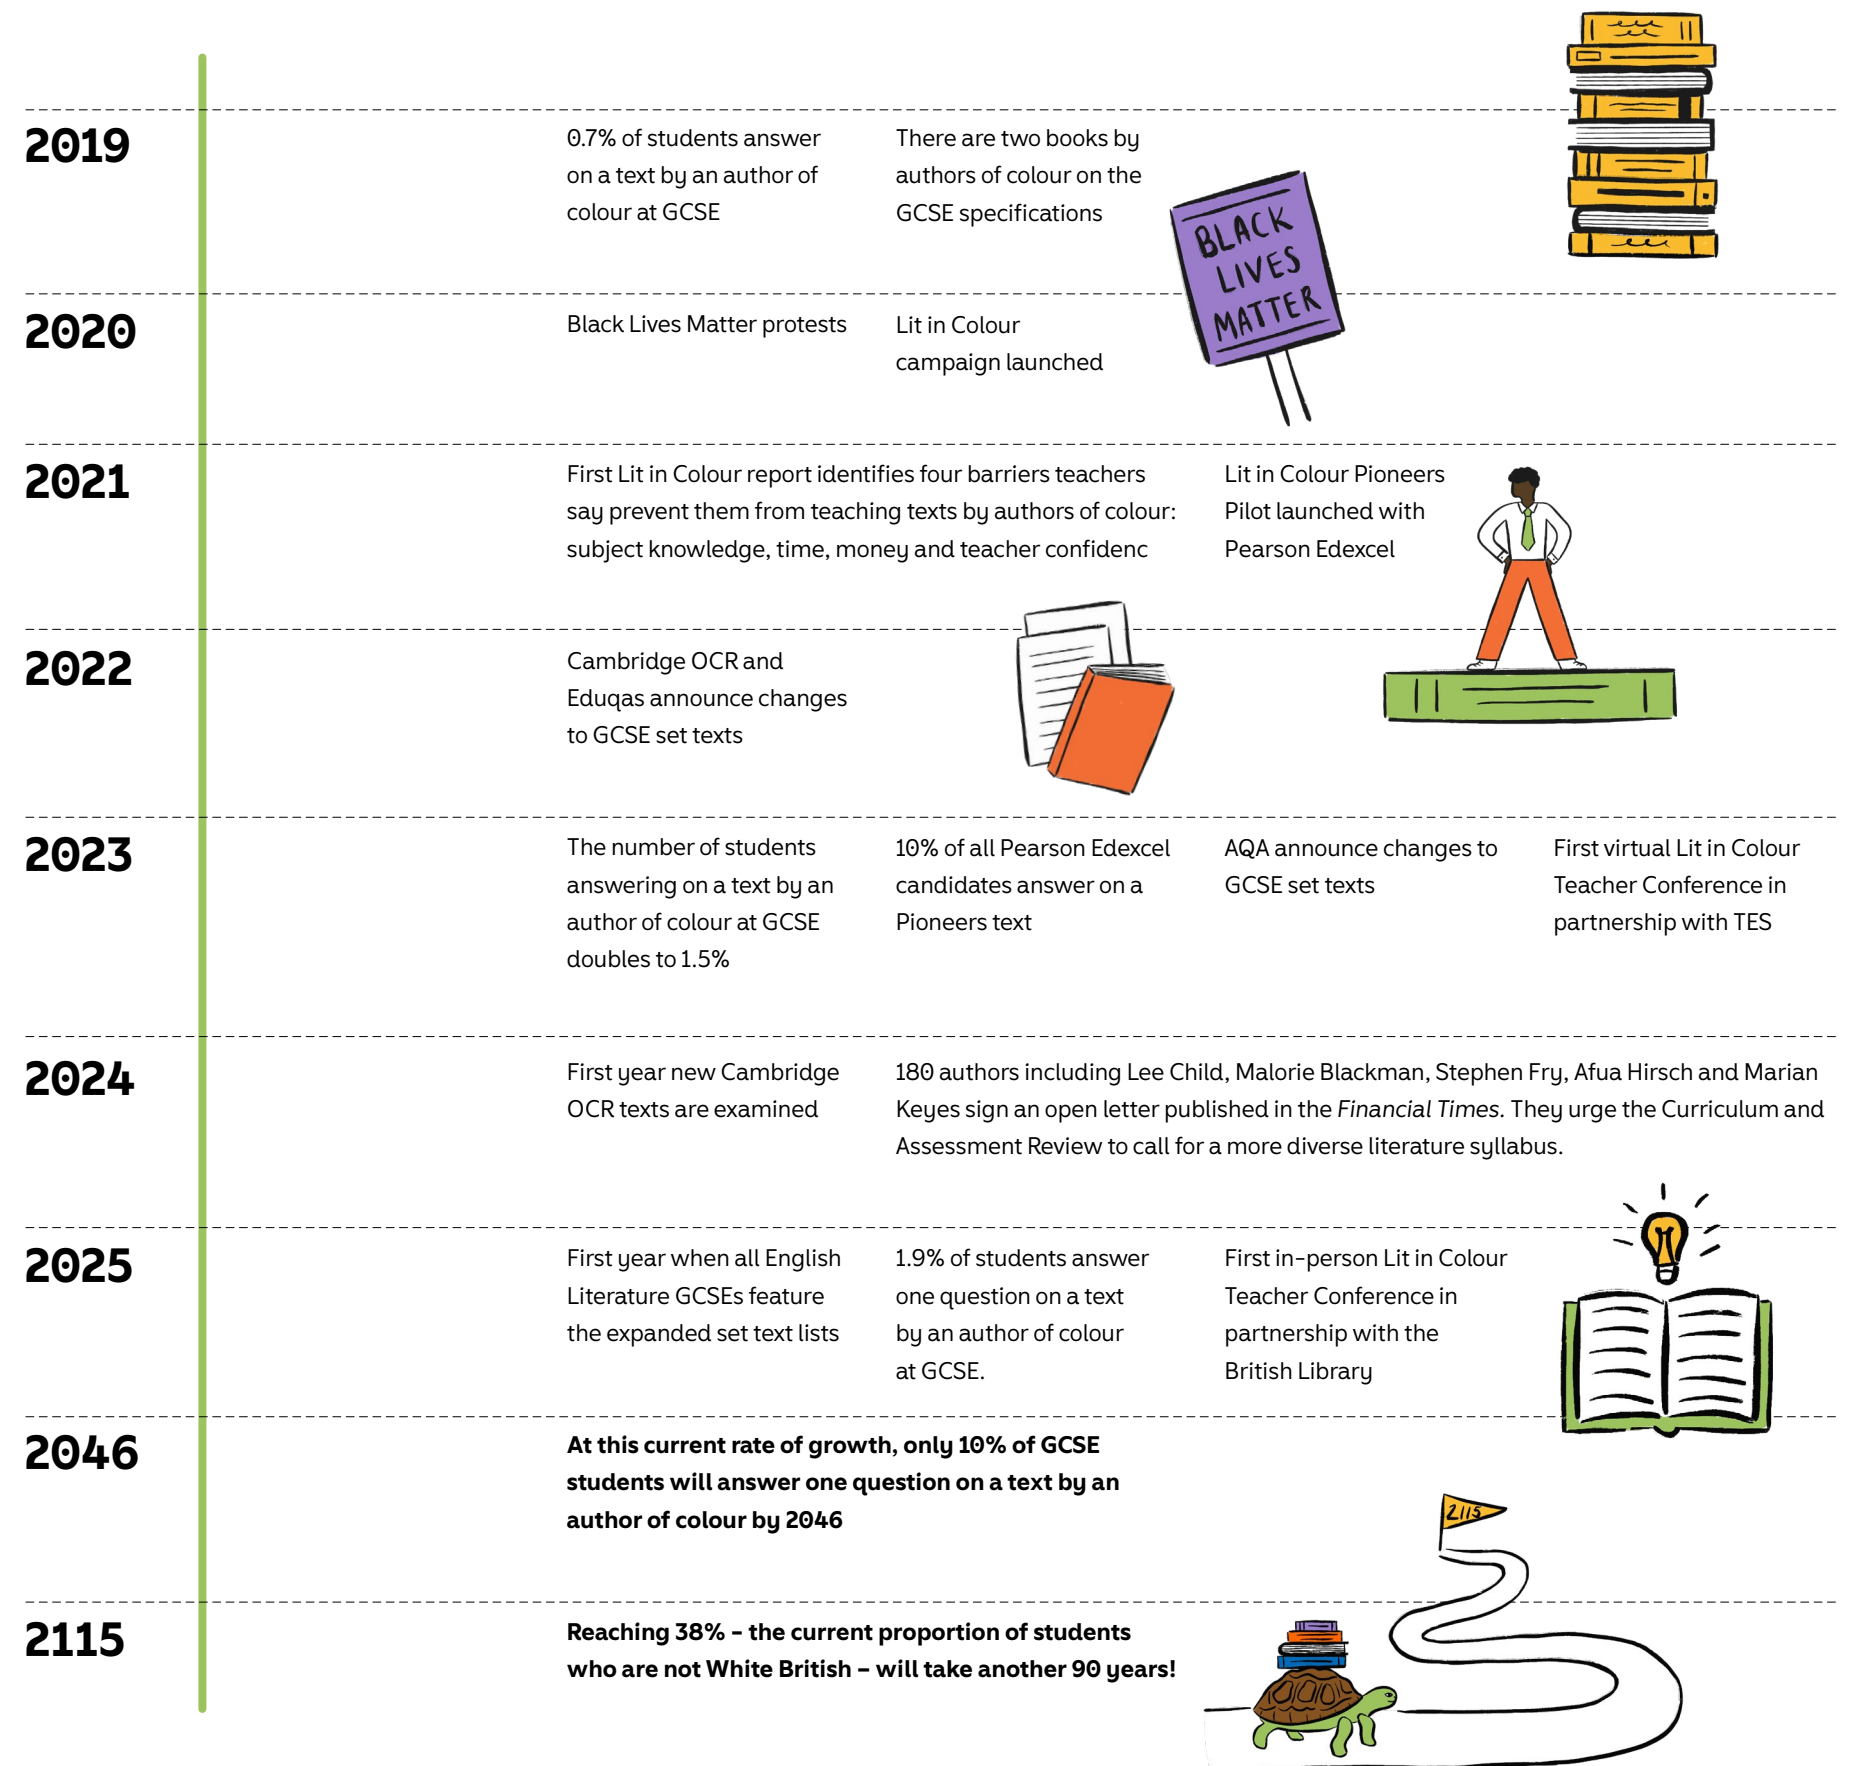 2019
0.7% of students answer
on a text by an author of
colour at GCSE
There are two books by
authors of colour on the
GCSE specifications
BLACK
LIVES
MATTER
2020
Black Lives Matter protests
Lit in Colour
campaign launched
2021
First Lit in Colour report identifies four barriers teachers
say prevent them from teaching texts by authors of colour:
subject knowledge, time, money and teacher confidenc
Lit in Colour Pioneers
Pilot launched with
Pearson Edexcel
2022
Cambridge OCR and
Eduqas announce changes
to GCSE set texts
2023
The number of students
answering on a text by an
author of colour at GCSE
doubles to 1.5%
10% of all Pearson Edexcel
candidates answer on a
Pioneers text
AQA announce changes to
GCSE set texts
First virtual Lit in Colour
Teacher Conference in
partnership with TES
2024
First year new Cambridge
OCR texts are examined
180 authors including Lee Child, Malorie Blackman, Stephen Fry, Afua Hirsch and Marian
Keyes sign an open letter published in the Financial Times. They urge the Curriculum and
Assessment Review to call for a more diverse literature syllabus.
2025
First year when all English
Literature GCSEs feature
the expanded set text lists
1.9% of students answer
one question on a text
by an author of colour
at GCSE.
First in-person Lit in Colour
Teacher Conference in
partnership with the
British Library
2046
At this current rate of growth, only 10% of GCSE
students will answer one question on a text by an
author of colour by 2046
2115
2115
Reaching 38% – the current proportion of students
who are not White British – will take another 90 years!